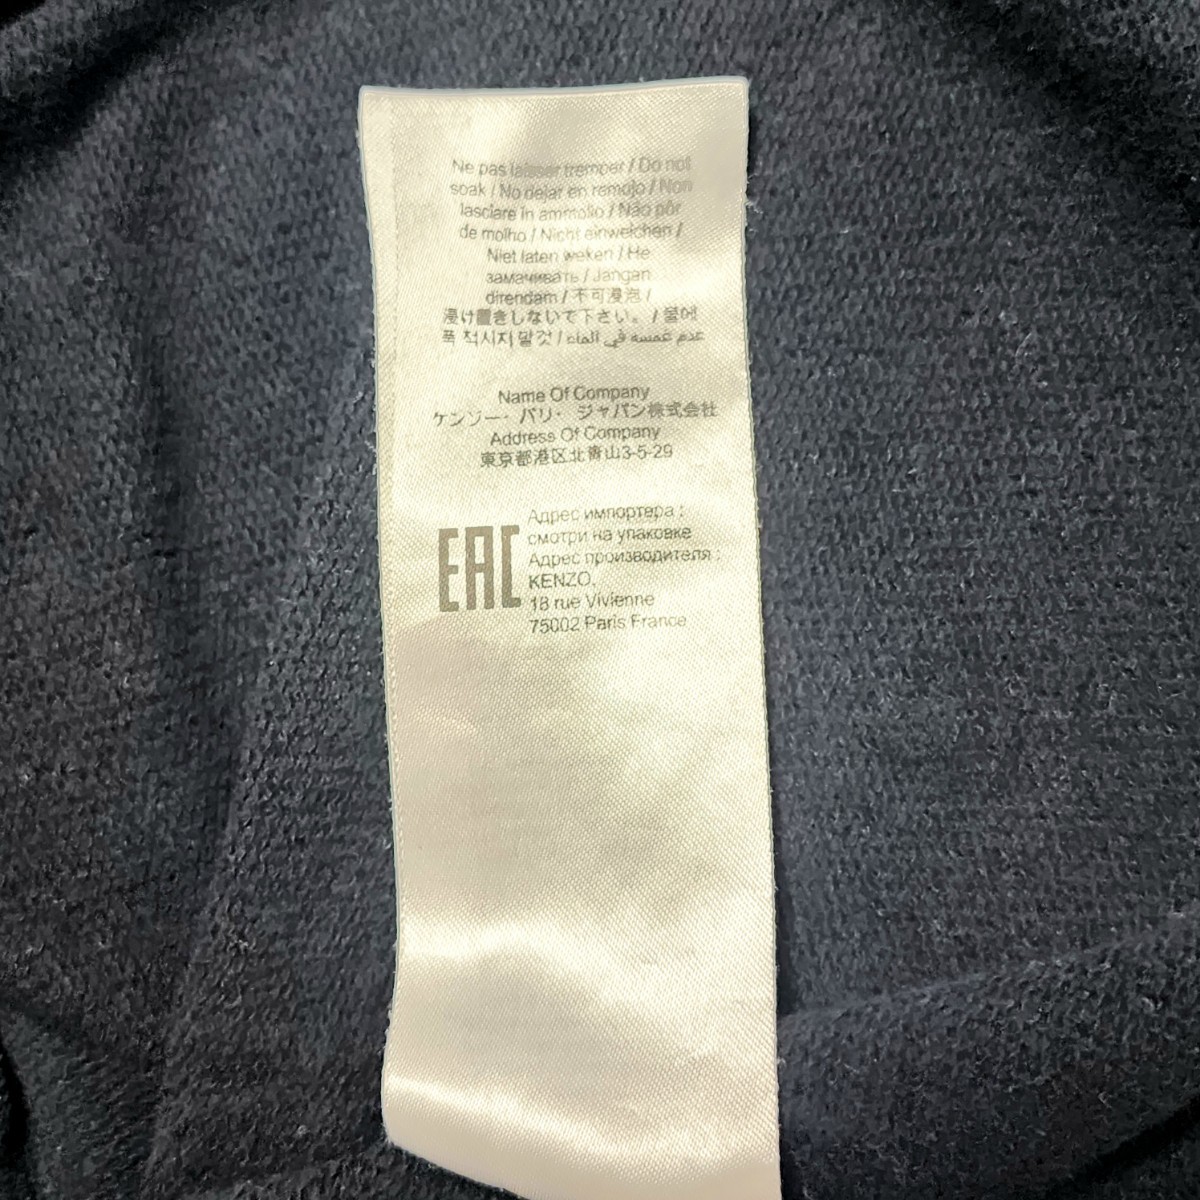 Ne pas laisser tremper / Do not
soak / No dejar en remojo / Non
lasciare in ammollo / Não pôr
de molho / Nicht einweichen /
Niet laten weken / Не
замачивать / Jangan
direndam / 不可浸泡 /
浸け置きしないで下さい。 / 물에
푹 적시지 말것 / عدم غمسه في الماء
Name Of Company
ケンゾー・パリ・ジャパン株式会社
Address Of Company
東京都港区北青山3-5-29
EAC
Адрес импортера :
смотри на упаковке
Адрес производителя :
KENZO,
18 rue Vivienne
75002 Paris France